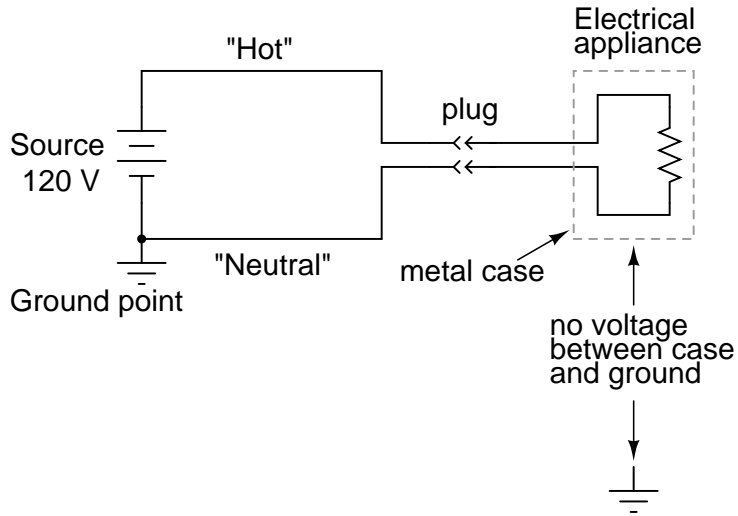 Electrical
appliance
"Hot"
plug
Source
120 V
"Neutral"
metal case
Ground point
no voltage
between case
and ground